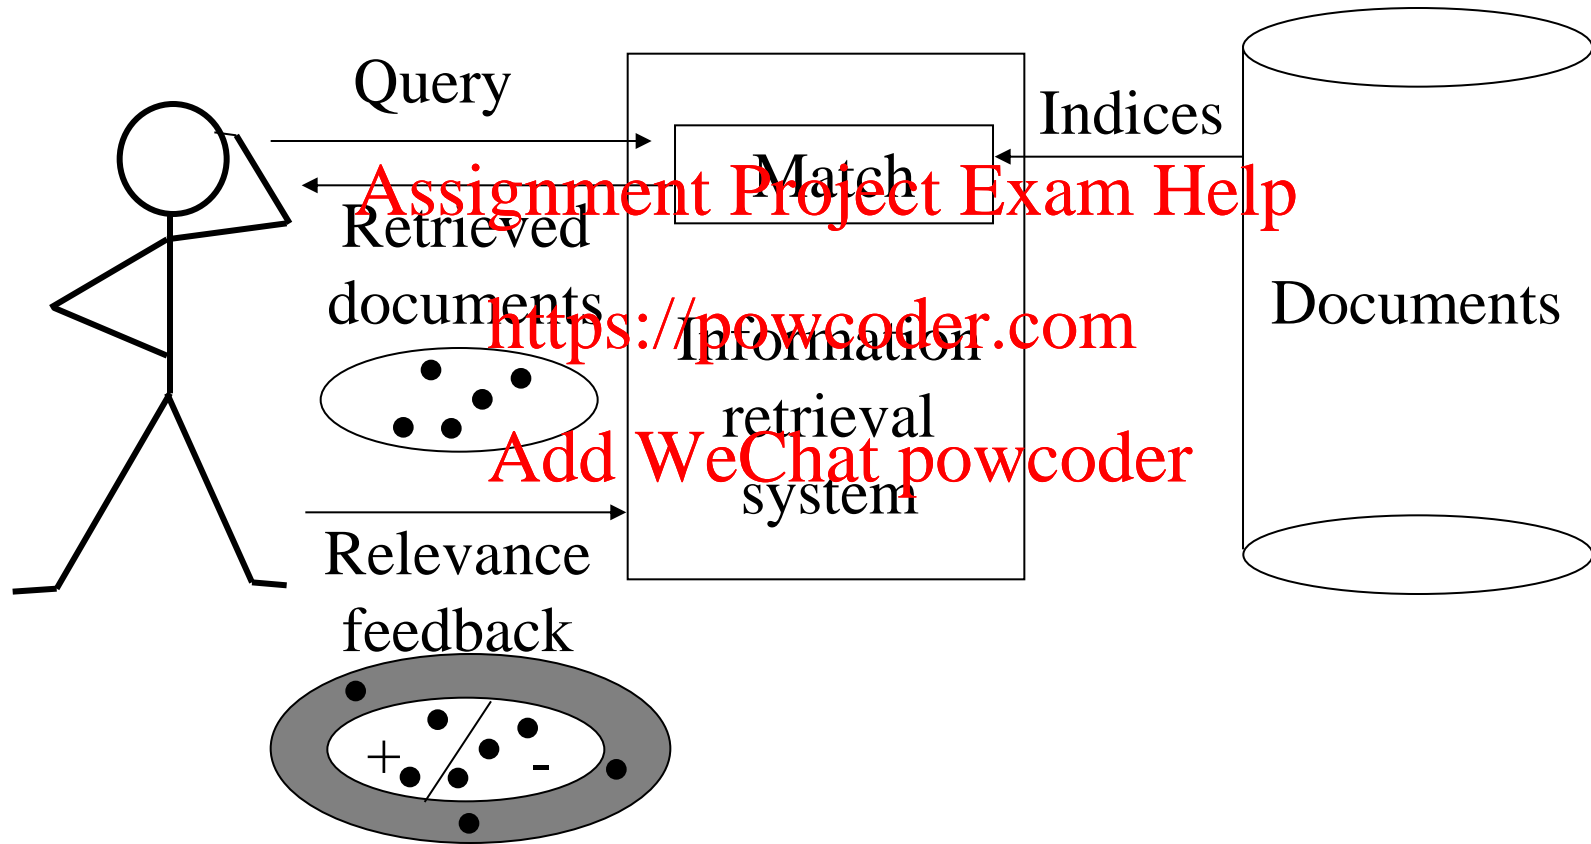 Query
Indices
Match
Assignment Project Exam Help
Retrieved
documents
Documents
https://powcoder.com
Information
retrieval
Add WeChat powcoder
system
Relevance
feedback
+ -